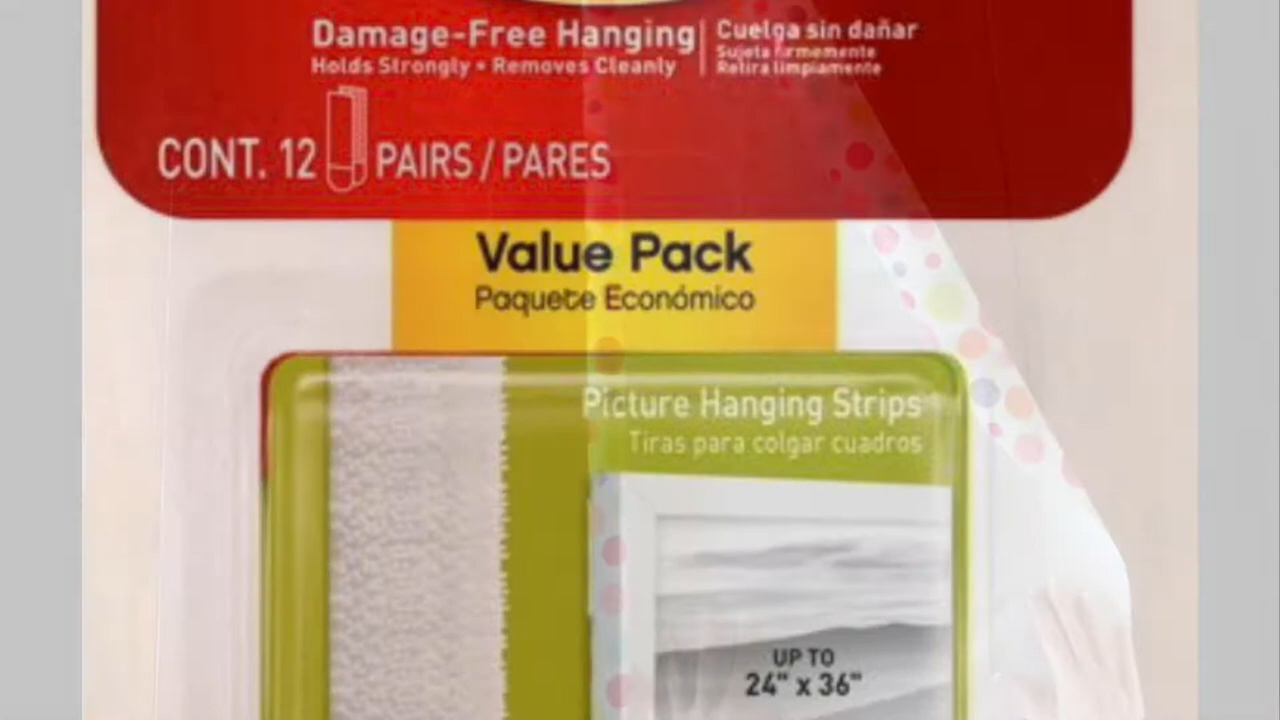 Damage-Free Hanging
Holds Strongly • Removes Cleanly
Cuelga sin dañar
Sujeta firmemente
Retira limpiamente
CONT. 12 PAIRS / PARES
Value Pack
Paquete Económico
Picture Hanging Strips
Tiras para colgar cuadros
UP TO
24" x 36"